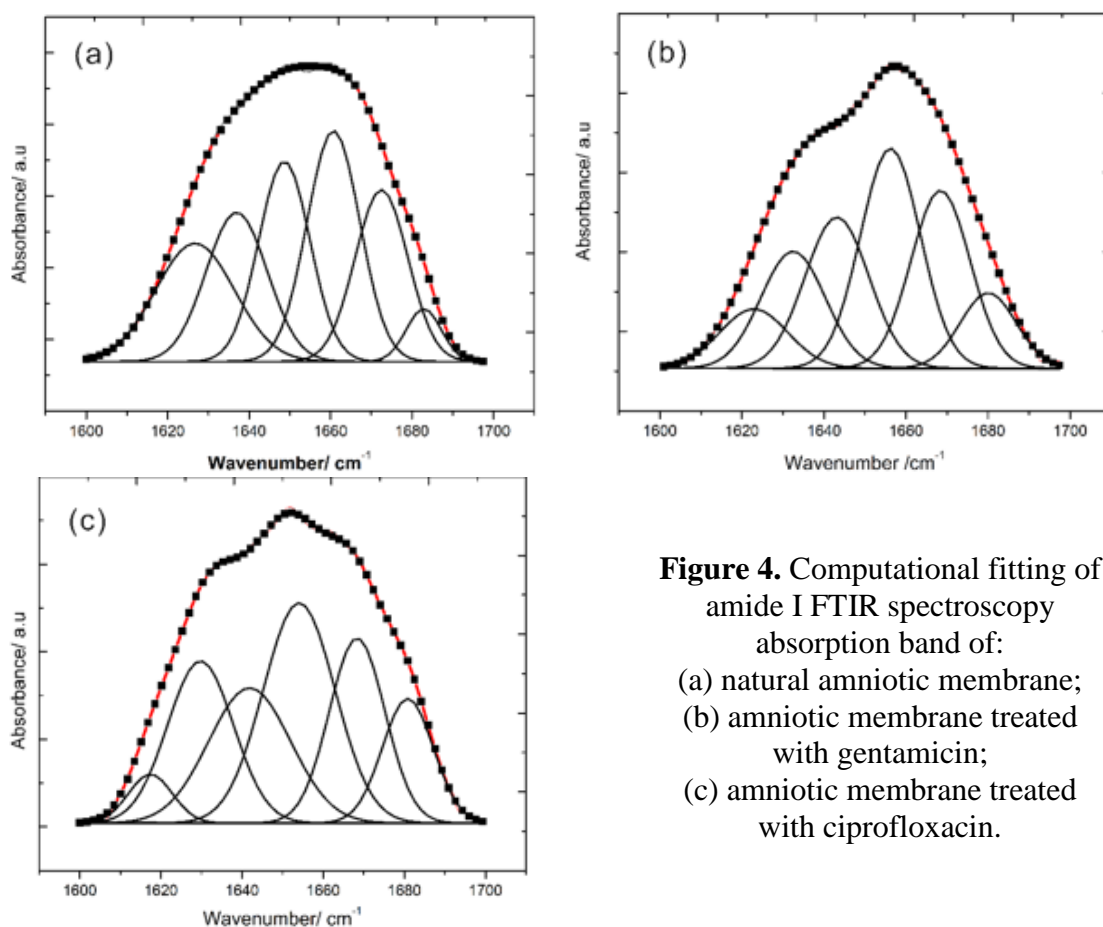 (a)
Absorbance/ a.u
1600 1620 1640 1660 1680 1700
Wavenumber/ cm⁻¹
(b)
Absorbance/ a.u
1600 1620 1640 1660 1680 1700
Wavenumber /cm⁻¹
(c)
Absorbance/ a.u
1600 1620 1640 1660 1680 1700
Wavenumber/ cm⁻¹
Figure 4. Computational fitting of
amide I FTIR spectroscopy
absorption band of:
(a) natural amniotic membrane;
(b) amniotic membrane treated
with gentamicin;
(c) amniotic membrane treated
with ciprofloxacin.